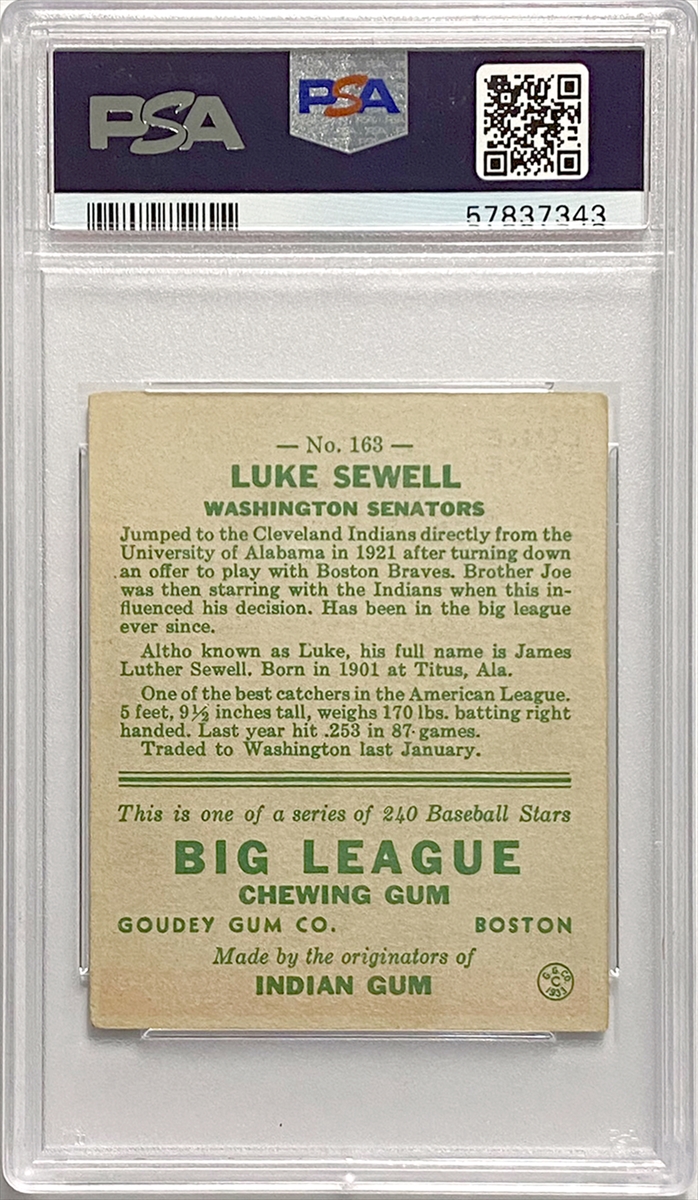 PSA
PSA
57837343
— No. 163 —
LUKE SEWELL
WASHINGTON SENATORS
Jumped to the Cleveland Indians directly from the
University of Alabama in 1921 after turning down
an offer to play with Boston Braves. Brother Joe
was then starring with the Indians when this in-
fluenced his decision. Has been in the big league
ever since.
Altho known as Luke, his full name is James
Luther Sewell. Born in 1901 at Titus, Ala.
One of the best catchers in the American League.
5 feet, 9½ inches tall, weighs 170 lbs. batting right
handed. Last year hit .253 in 87 games.
Traded to Washington last January.
This is one of a series of 240 Baseball Stars
BIG LEAGUE
CHEWING GUM
GOUDEY GUM CO. BOSTON
Made by the originators of
INDIAN GUM
G. G. CO.
C
1933